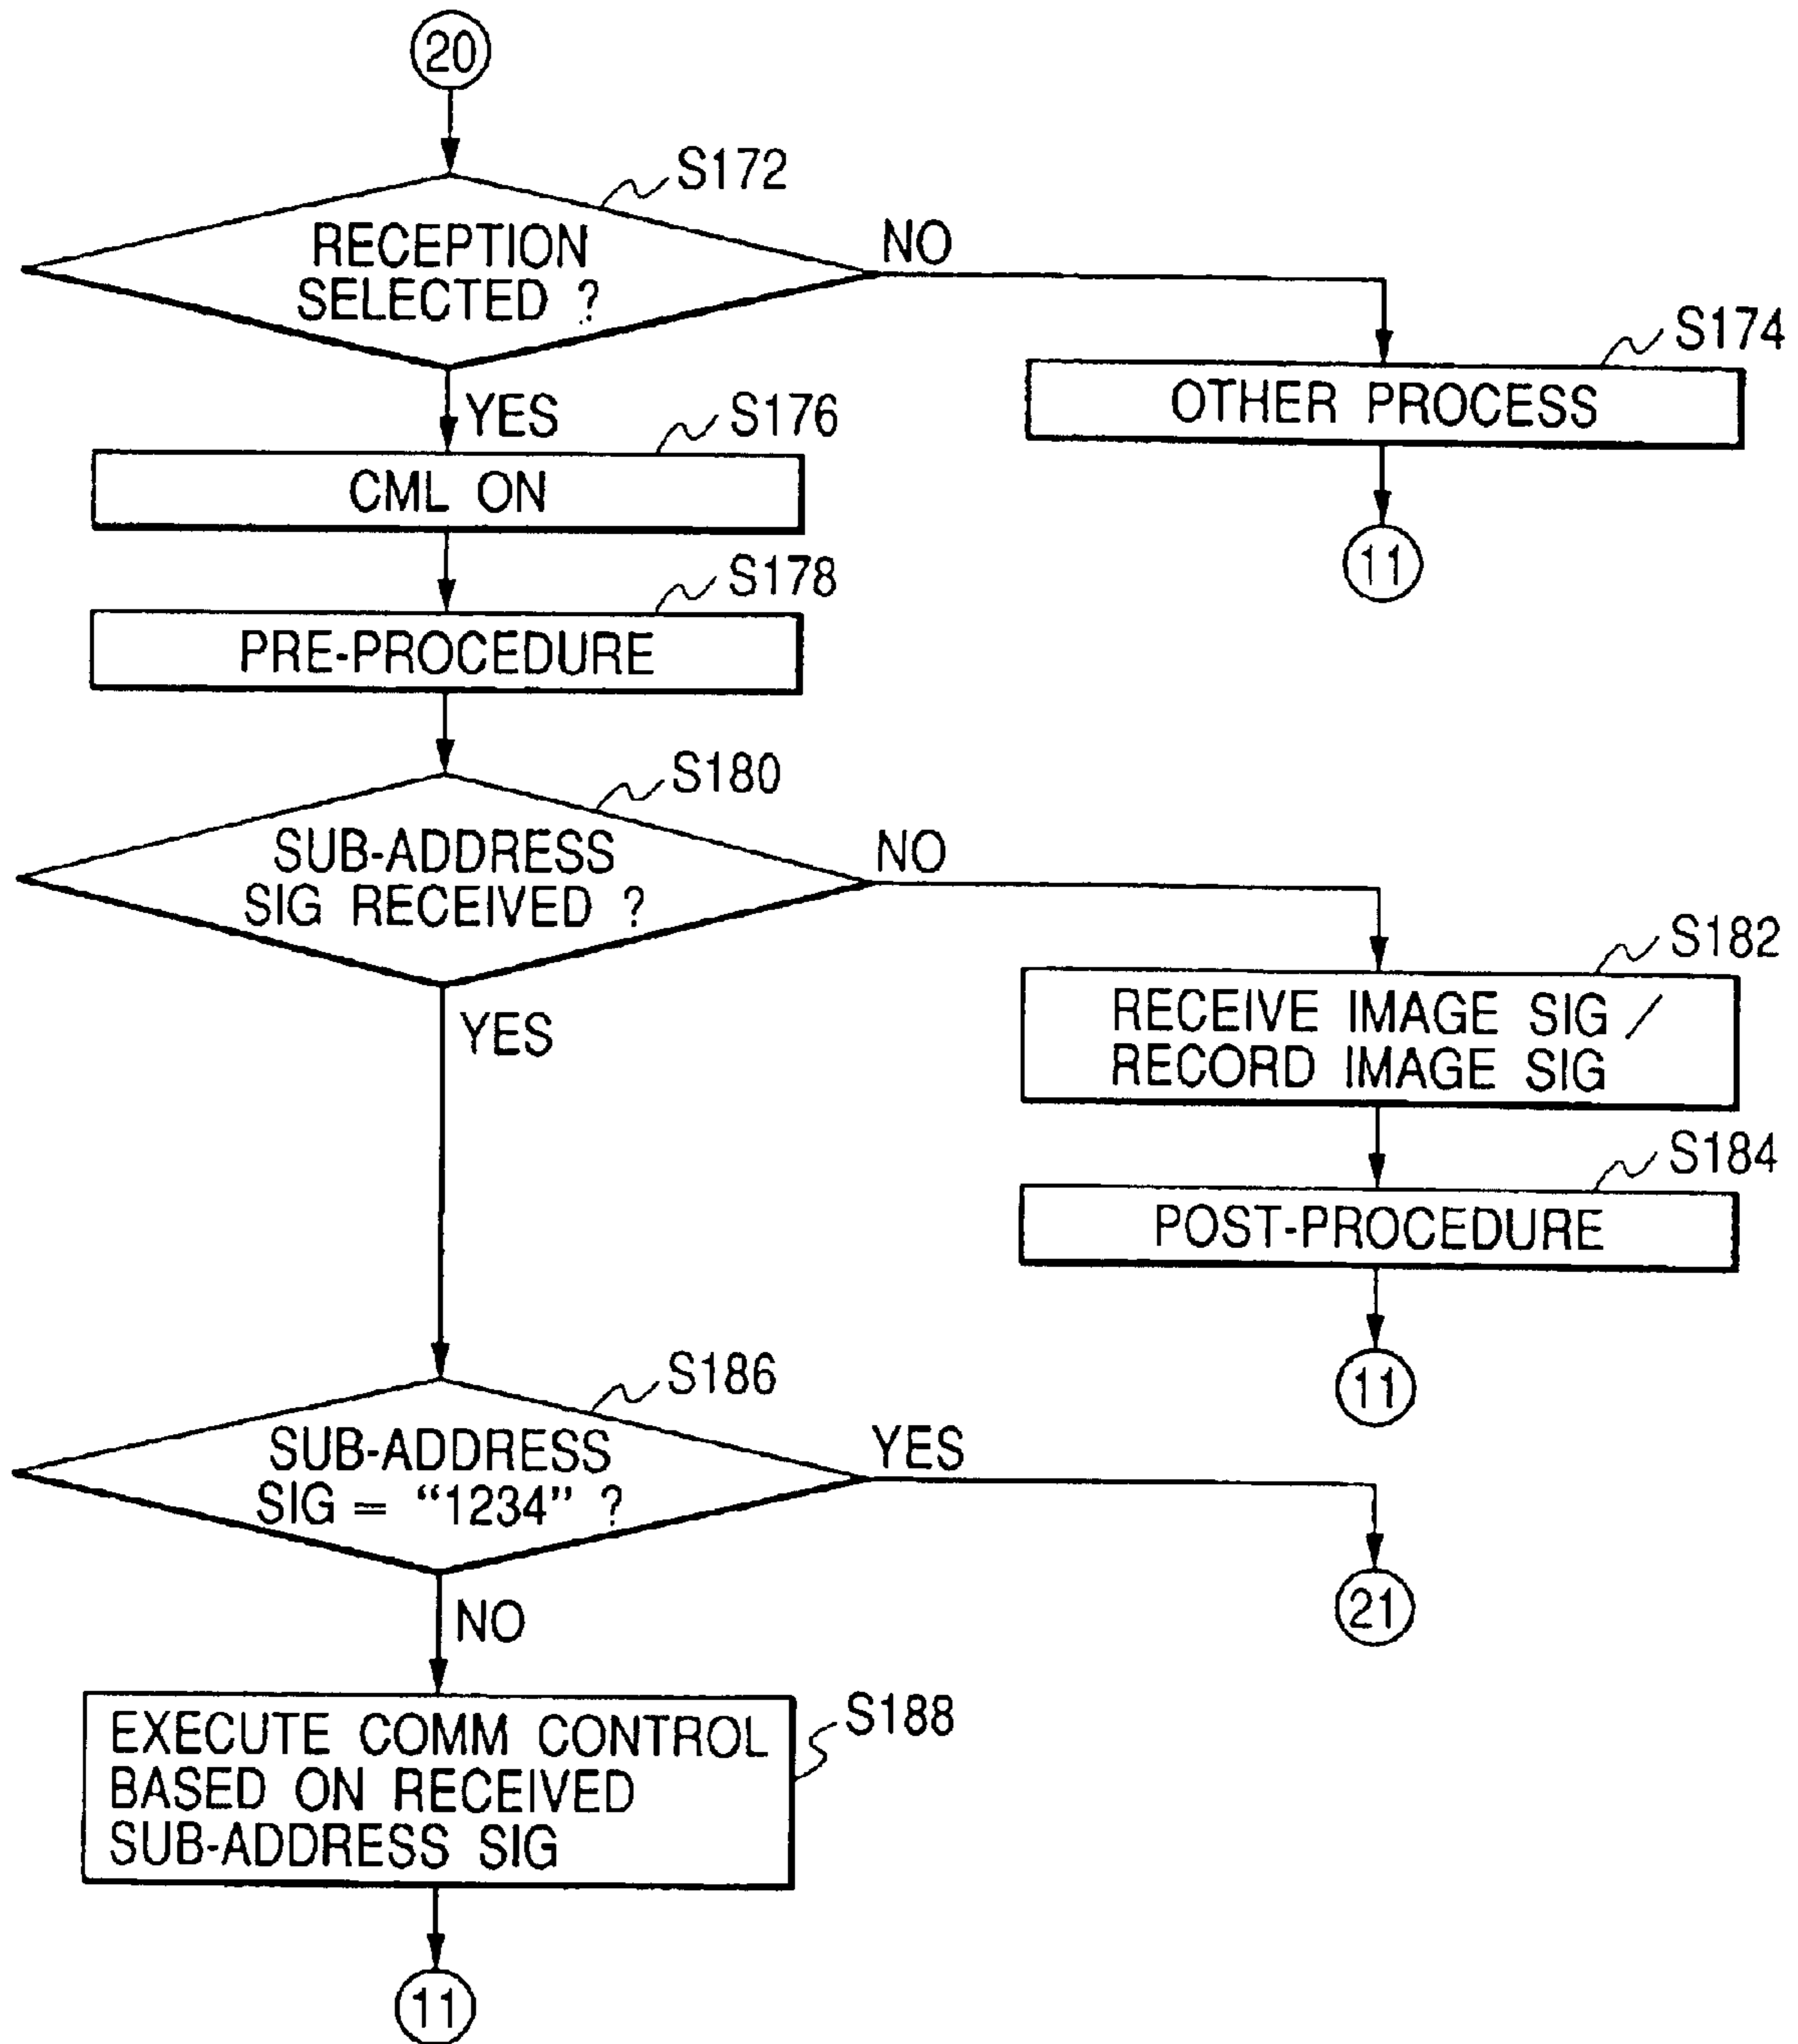 20
S172
RECEPTION
SELECTED ?
NO
YES
S174
OTHER PROCESS
11
S176
CML ON
S178
PRE-PROCEDURE
S180
SUB-ADDRESS
SIG RECEIVED ?
NO
YES
S182
RECEIVE IMAGE SIG /
RECORD IMAGE SIG
S184
POST-PROCEDURE
11
S186
SUB-ADDRESS
SIG = “1234” ?
YES
21
NO
S188
EXECUTE COMM CONTROL
BASED ON RECEIVED
SUB-ADDRESS SIG
11